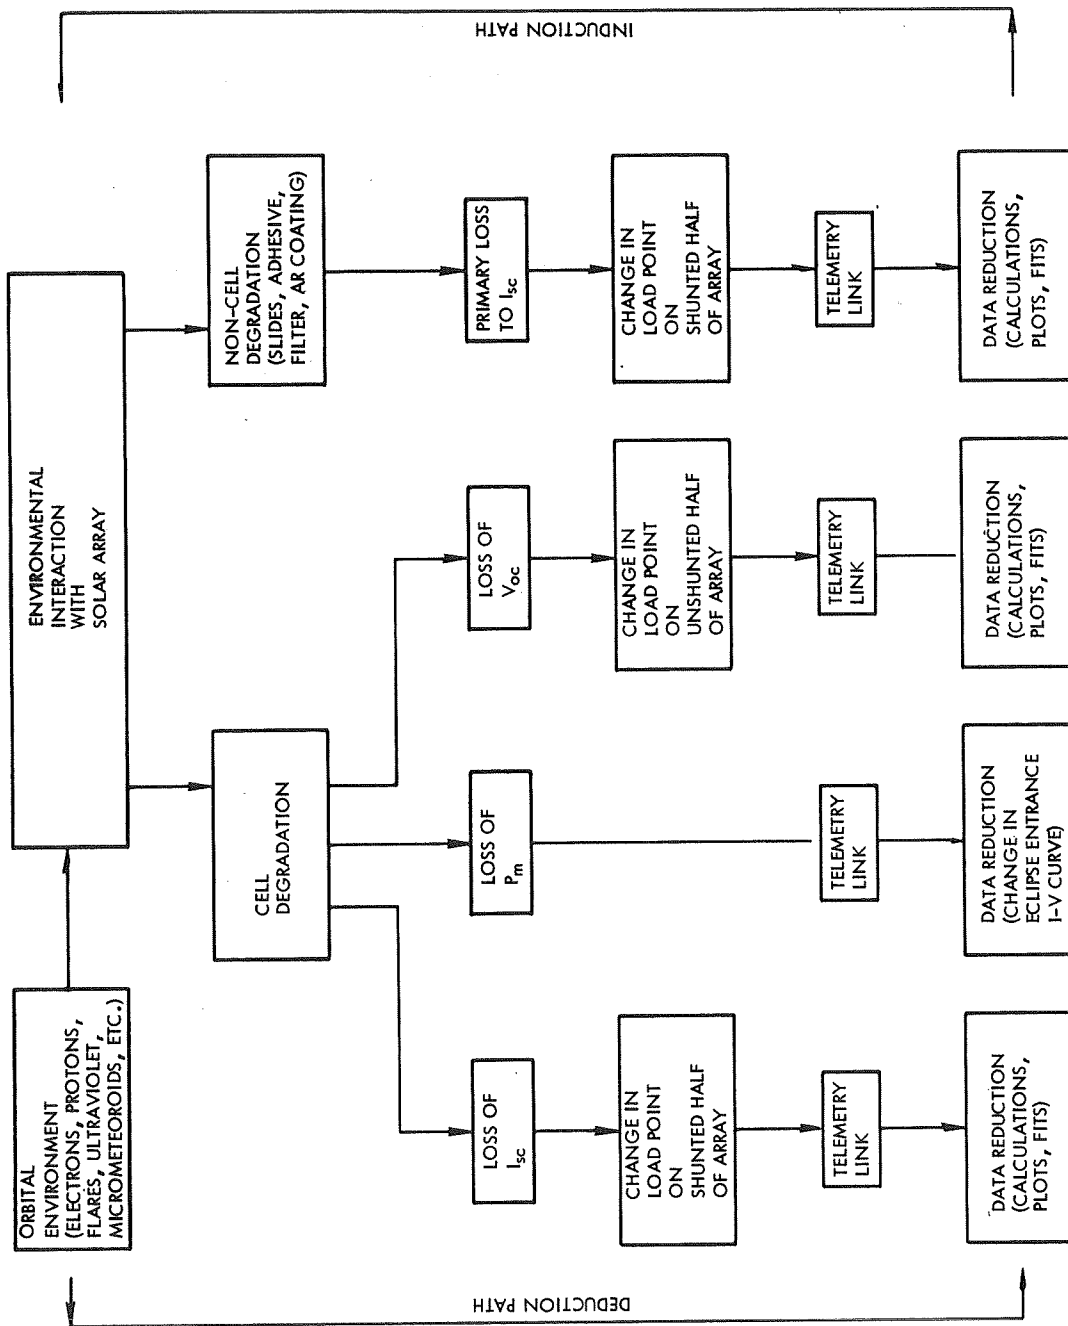 ORBITAL
ENVIRONMENT
(ELECTRONS, PROTONS,
FLARES, ULTRAVIOLET,
MICROMETEOROIDS, ETC.)
ENVIRONMENTAL
INTERACTION
WITH
SOLAR ARRAY
CELL
DEGRADATION
NON-CELL
DEGRADATION
(SLIDES, ADHESIVE,
FILTER, AR COATING)
LOSS OF
Isc
LOSS OF
Pm
LOSS OF
Voc
PRIMARY LOSS
TO Isc
CHANGE IN
LOAD POINT
ON
SHUNTED HALF
OF ARRAY
CHANGE IN
LOAD POINT
ON
UNSHUNTED HALF
OF ARRAY
CHANGE IN
LOAD POINT
ON
SHUNTED HALF
OF ARRAY
TELEMETRY
LINK
TELEMETRY
LINK
TELEMETRY
LINK
TELEMETRY
LINK
DATA REDUCTION
(CALCULATIONS,
PLOTS, FITS)
DATA REDUCTION
(CHANGE IN
ECLIPSE ENTRANCE
I-V CURVE)
DATA REDUCTION
(CALCULATIONS,
PLOTS, FITS)
DATA REDUCTION
(CALCULATIONS,
PLOTS, FITS)
DEDUCTION PATH
INDUCTION PATH